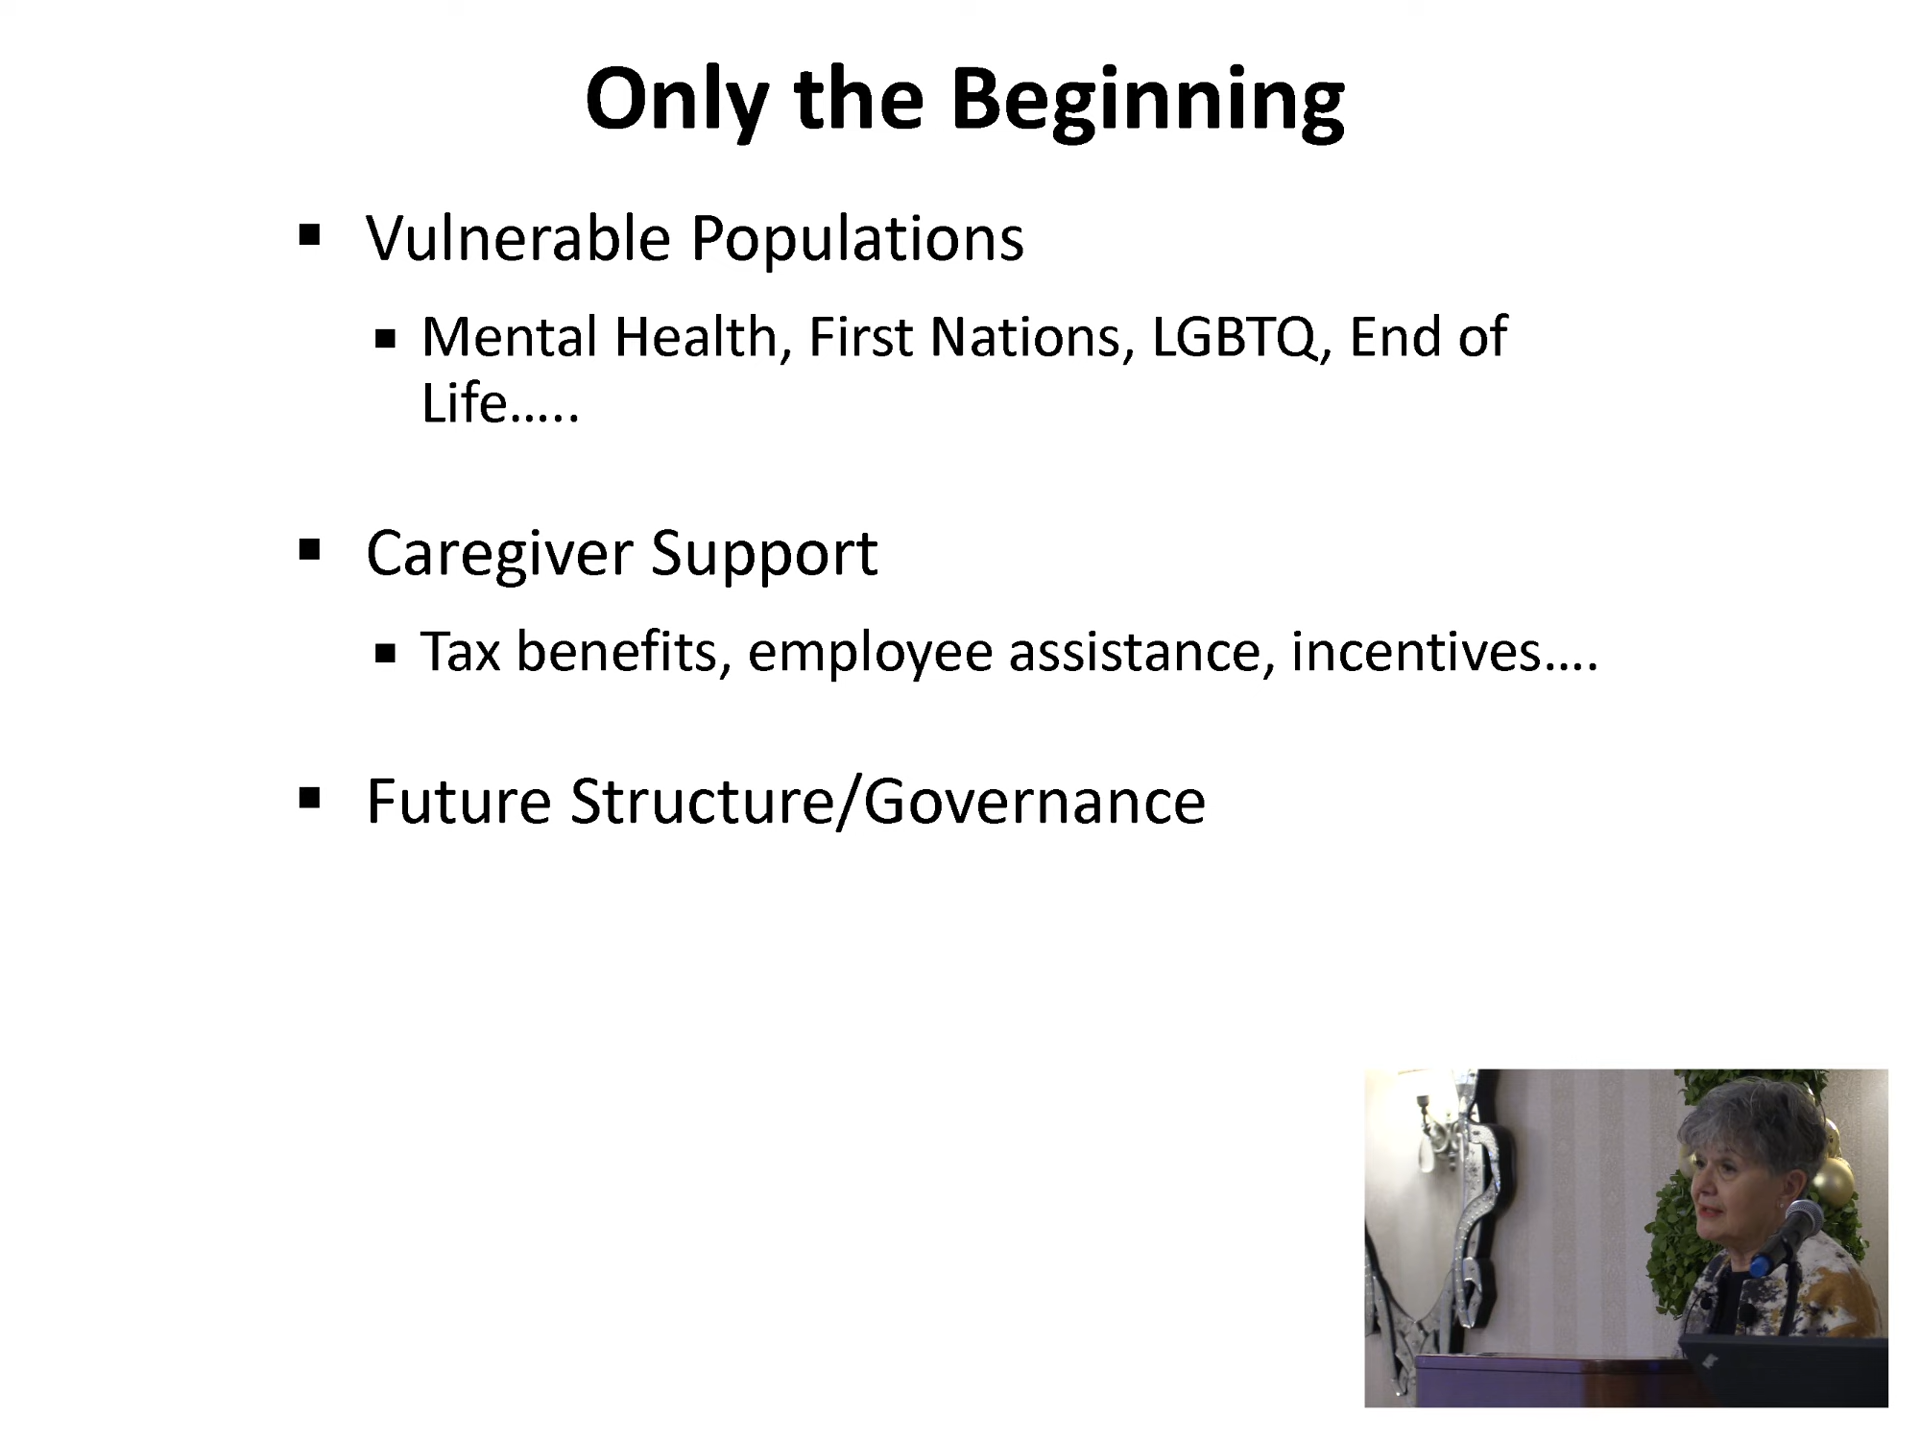 Only the Beginning
▪ Vulnerable Populations
▪ Mental Health, First Nations, LGBTQ, End of
Life…..
▪ Caregiver Support
▪ Tax benefits, employee assistance, incentives….
▪ Future Structure/Governance